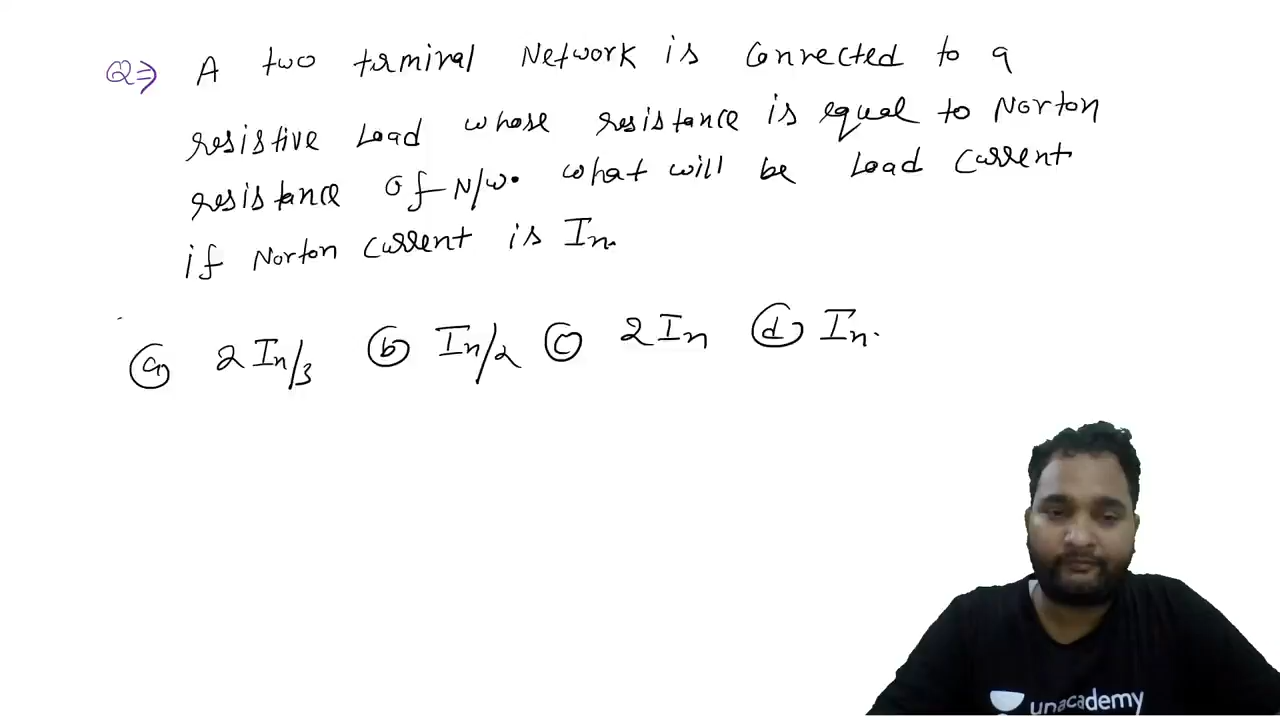 Q⇒ A two terminal Network is Connected to a
resistive Load whose resistance is equal to Norton
resistance of N/w. what will be Load Current
if Norton Current is In.
(a) 2In/3 (b) In/2 (c) 2In (d) In.
unacademy